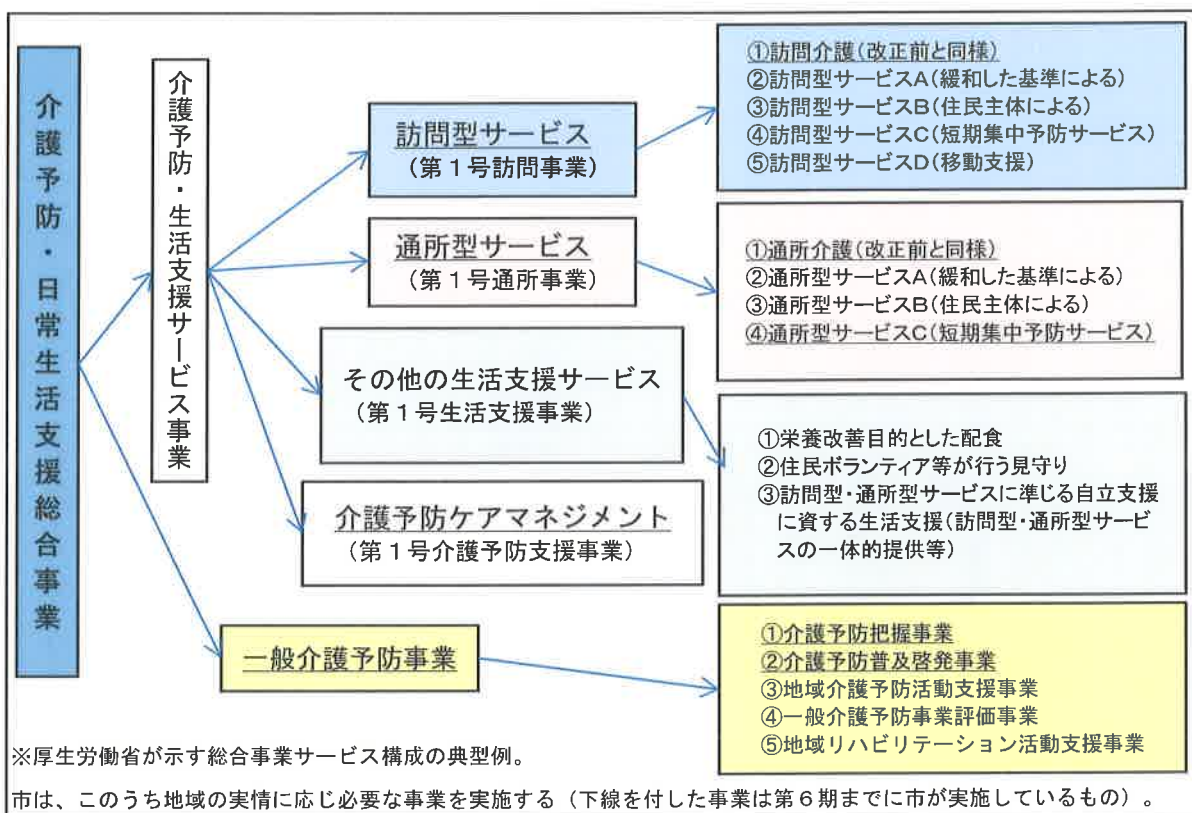 介護予防・日常生活支援総合事業
介護予防・生活支援サービス事業
訪問型サービス
（第１号訪問事業）
①訪問介護（改正前と同様）
②訪問型サービスA（緩和した基準による）
③訪問型サービスB（住民主体による）
④訪問型サービスC（短期集中予防サービス）
⑤訪問型サービスD（移動支援）
通所型サービス
（第１号通所事業）
①通所介護（改正前と同様）
②通所型サービスA（緩和した基準による）
③通所型サービスB（住民主体による）
④通所型サービスC（短期集中予防サービス）
その他の生活支援サービス
（第１号生活支援事業）
①栄養改善目的とした配食
②住民ボランティア等が行う見守り
③訪問型・通所型サービスに準じる自立支援
に資する生活支援（訪問型・通所型サービ
スの一体的提供等）
介護予防ケアマネジメント
（第１号介護予防支援事業）
一般介護予防事業
①介護予防把握事業
②介護予防普及啓発事業
③地域介護予防活動支援事業
④一般介護予防事業評価事業
⑤地域リハビリテーション活動支援事業
※厚生労働省が示す総合事業サービス構成の典型例。
市は、このうち地域の実情に応じ必要な事業を実施する（下線を付した事業は第６期までに市が実施しているもの）。